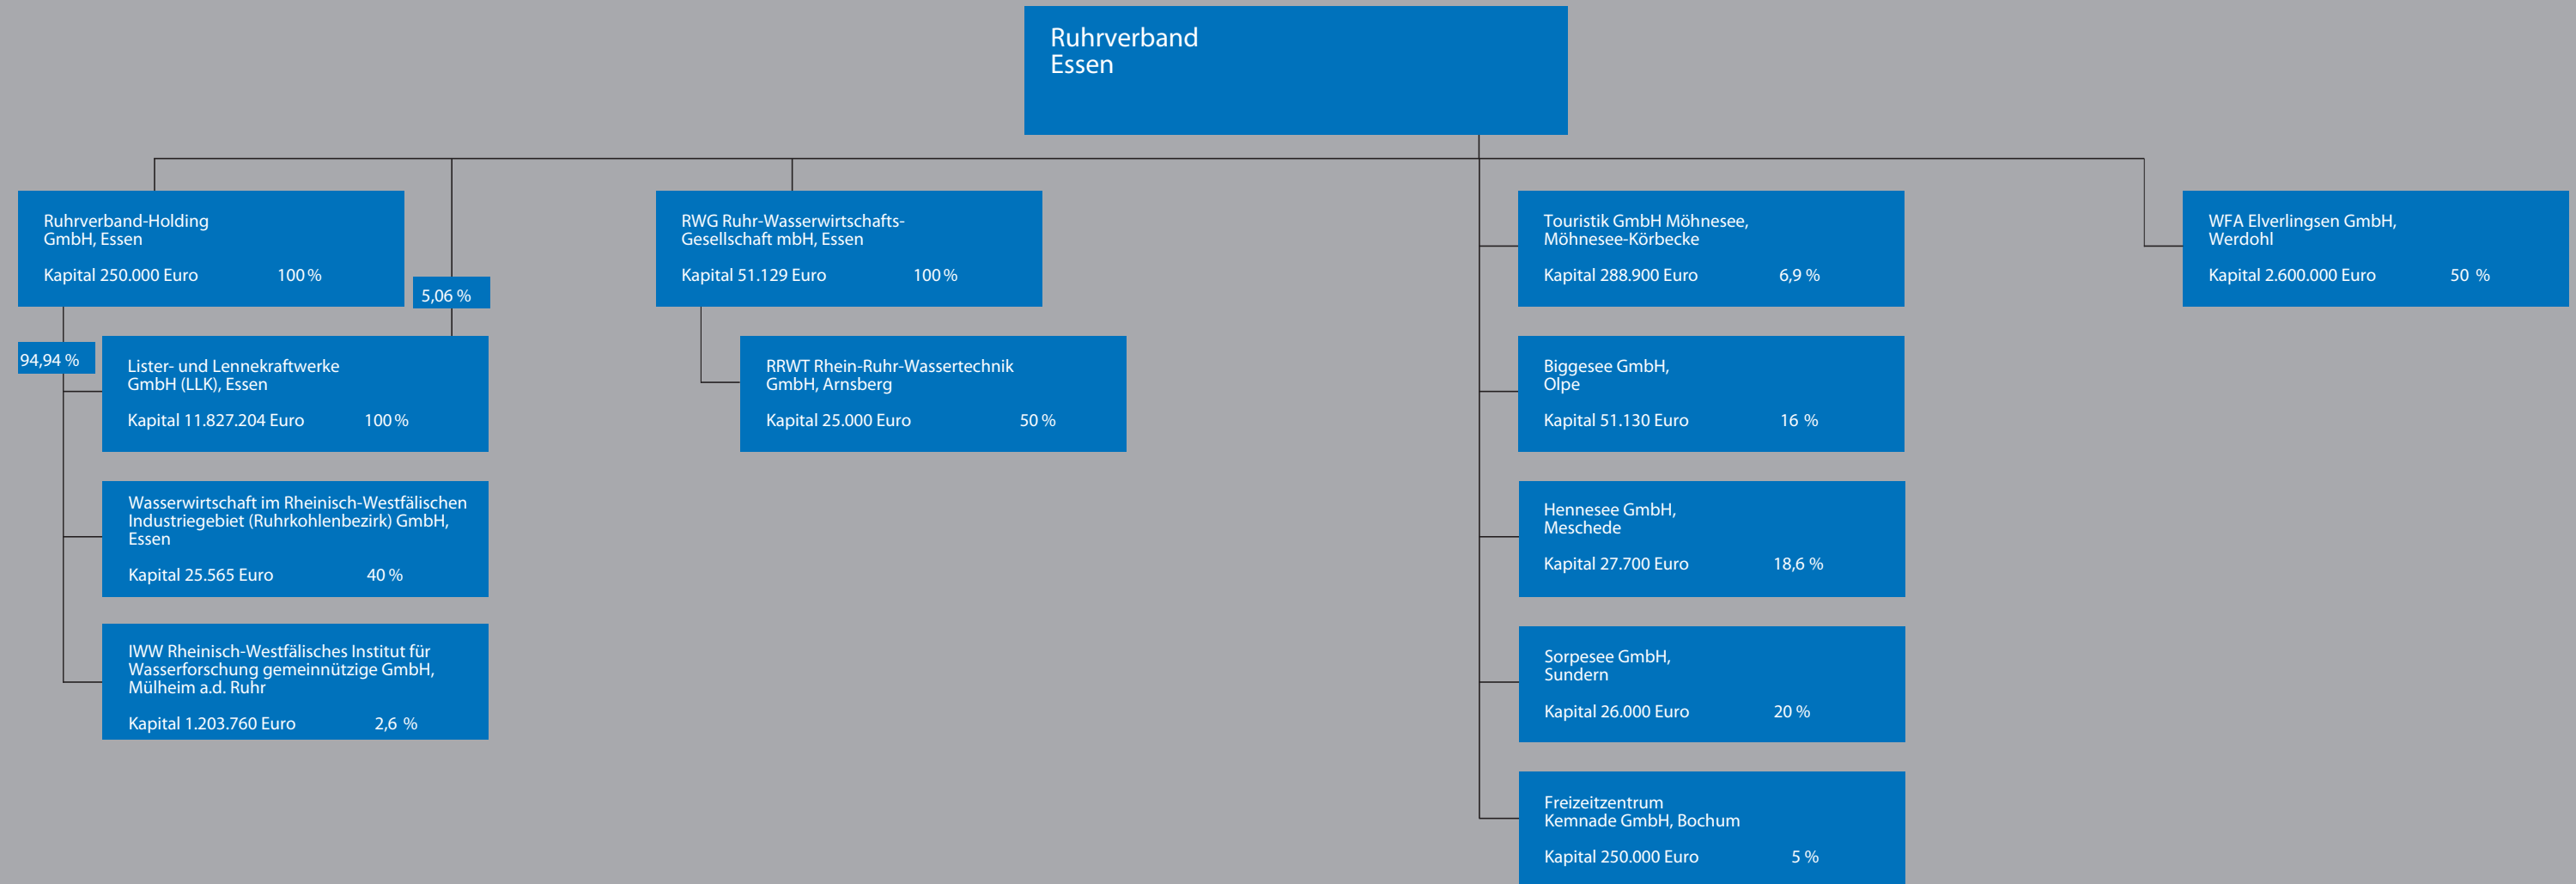 Ruhrverband
Essen
Ruhrverband-Holding
GmbH, Essen
Kapital 250.000 Euro 100 %
5,06 %
94,94 %
Lister- und Lennekraftwerke
GmbH (LLK), Essen
Kapital 11.827.204 Euro 100 %
Wasserwirtschaft im Rheinisch-Westfälischen
Industriegebiet (Ruhrkohlenbezirk) GmbH,
Essen
Kapital 25.565 Euro 40 %
IWW Rheinisch-Westfälisches Institut für
Wasserforschung gemeinnützige GmbH,
Mülheim a.d. Ruhr
Kapital 1.203.760 Euro 2,6 %
RWG Ruhr-Wasserwirtschafts-
Gesellschaft mbH, Essen
Kapital 51.129 Euro 100 %
RRWT Rhein-Ruhr-Wassertechnik
GmbH, Arnsberg
Kapital 25.000 Euro 50 %
Touristik GmbH Möhnesee,
Möhnesee-Körbecke
Kapital 288.900 Euro 6,9 %
Biggesee GmbH,
Olpe
Kapital 51.130 Euro 16 %
Hennesee GmbH,
Meschede
Kapital 27.700 Euro 18,6 %
Sorpesee GmbH,
Sundern
Kapital 26.000 Euro 20 %
Freizeitzentrum
Kemnade GmbH, Bochum
Kapital 250.000 Euro 5 %
WFA Elverlingsen GmbH,
Werdohl
Kapital 2.600.000 Euro 50 %